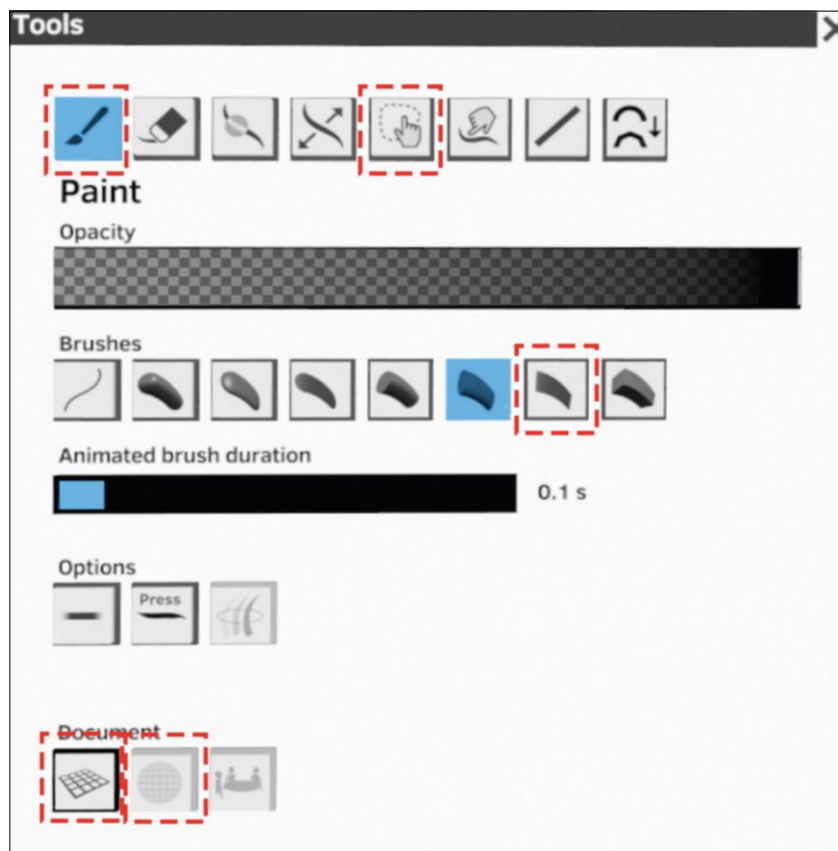 Tools
Paint
Opacity
Brushes
Animated brush duration
0.1 s
Options
Press
Document